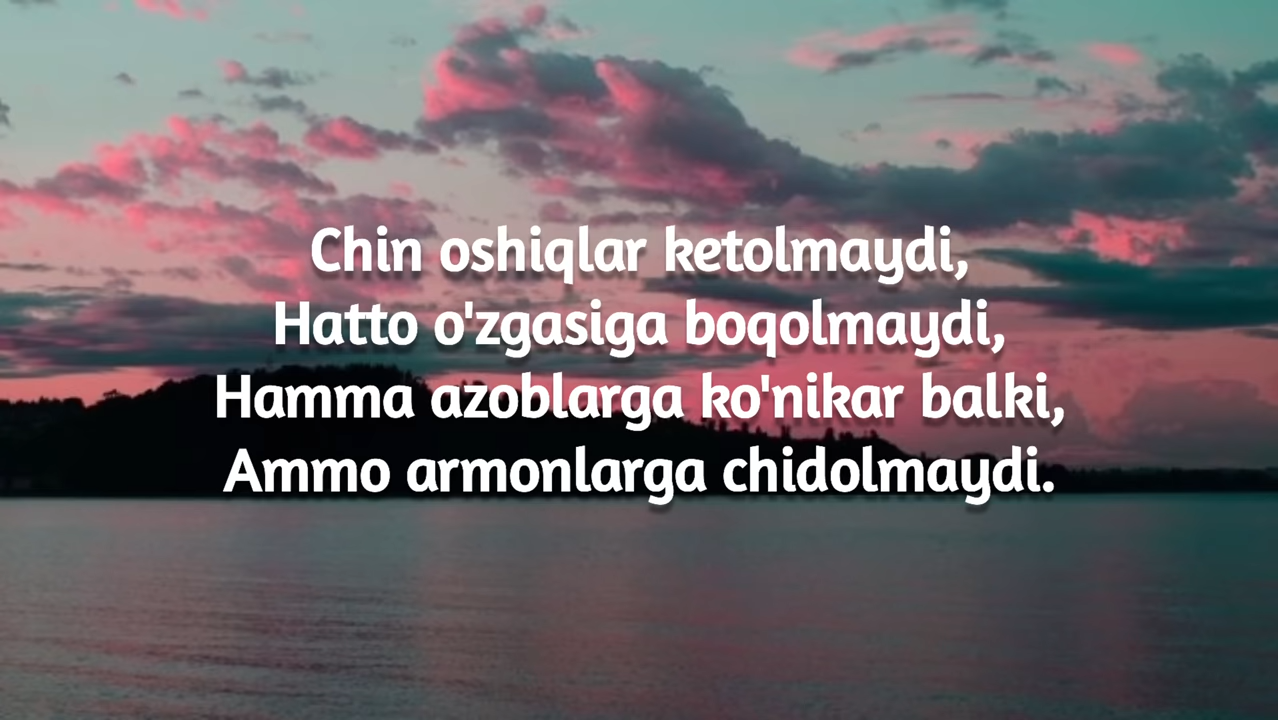 Chin oshiqlar ketolmaydi,
Hatto o'zgasiga boqolmaydi,
Hamma azoblarga ko'nikar balki,
Ammo armonlarga chidolmaydi.